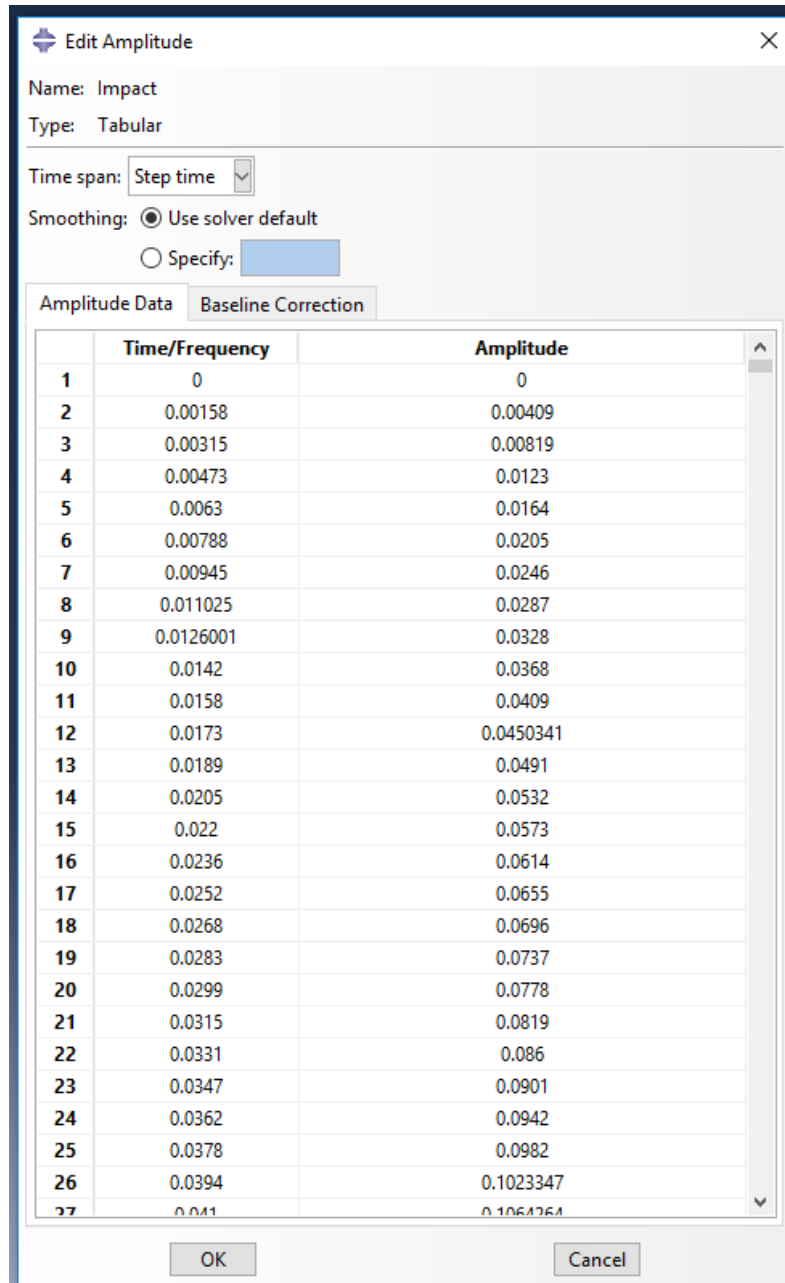 Edit Amplitude
Name: Impact
Type: Tabular
Time span: Step time
Smoothing: Use solver default
Specify:
Amplitude Data Baseline Correction
Time/Frequency Amplitude
1 0 0
2 0.00158 0.00409
3 0.00315 0.00819
4 0.00473 0.0123
5 0.0063 0.0164
6 0.00788 0.0205
7 0.00945 0.0246
8 0.011025 0.0287
9 0.0126001 0.0328
10 0.0142 0.0368
11 0.0158 0.0409
12 0.0173 0.0450341
13 0.0189 0.0491
14 0.0205 0.0532
15 0.022 0.0573
16 0.0236 0.0614
17 0.0252 0.0655
18 0.0268 0.0696
19 0.0283 0.0737
20 0.0299 0.0778
21 0.0315 0.0819
22 0.0331 0.086
23 0.0347 0.0901
24 0.0362 0.0942
25 0.0378 0.0982
26 0.0394 0.1023347
27 0.041 0.1064264
OK Cancel